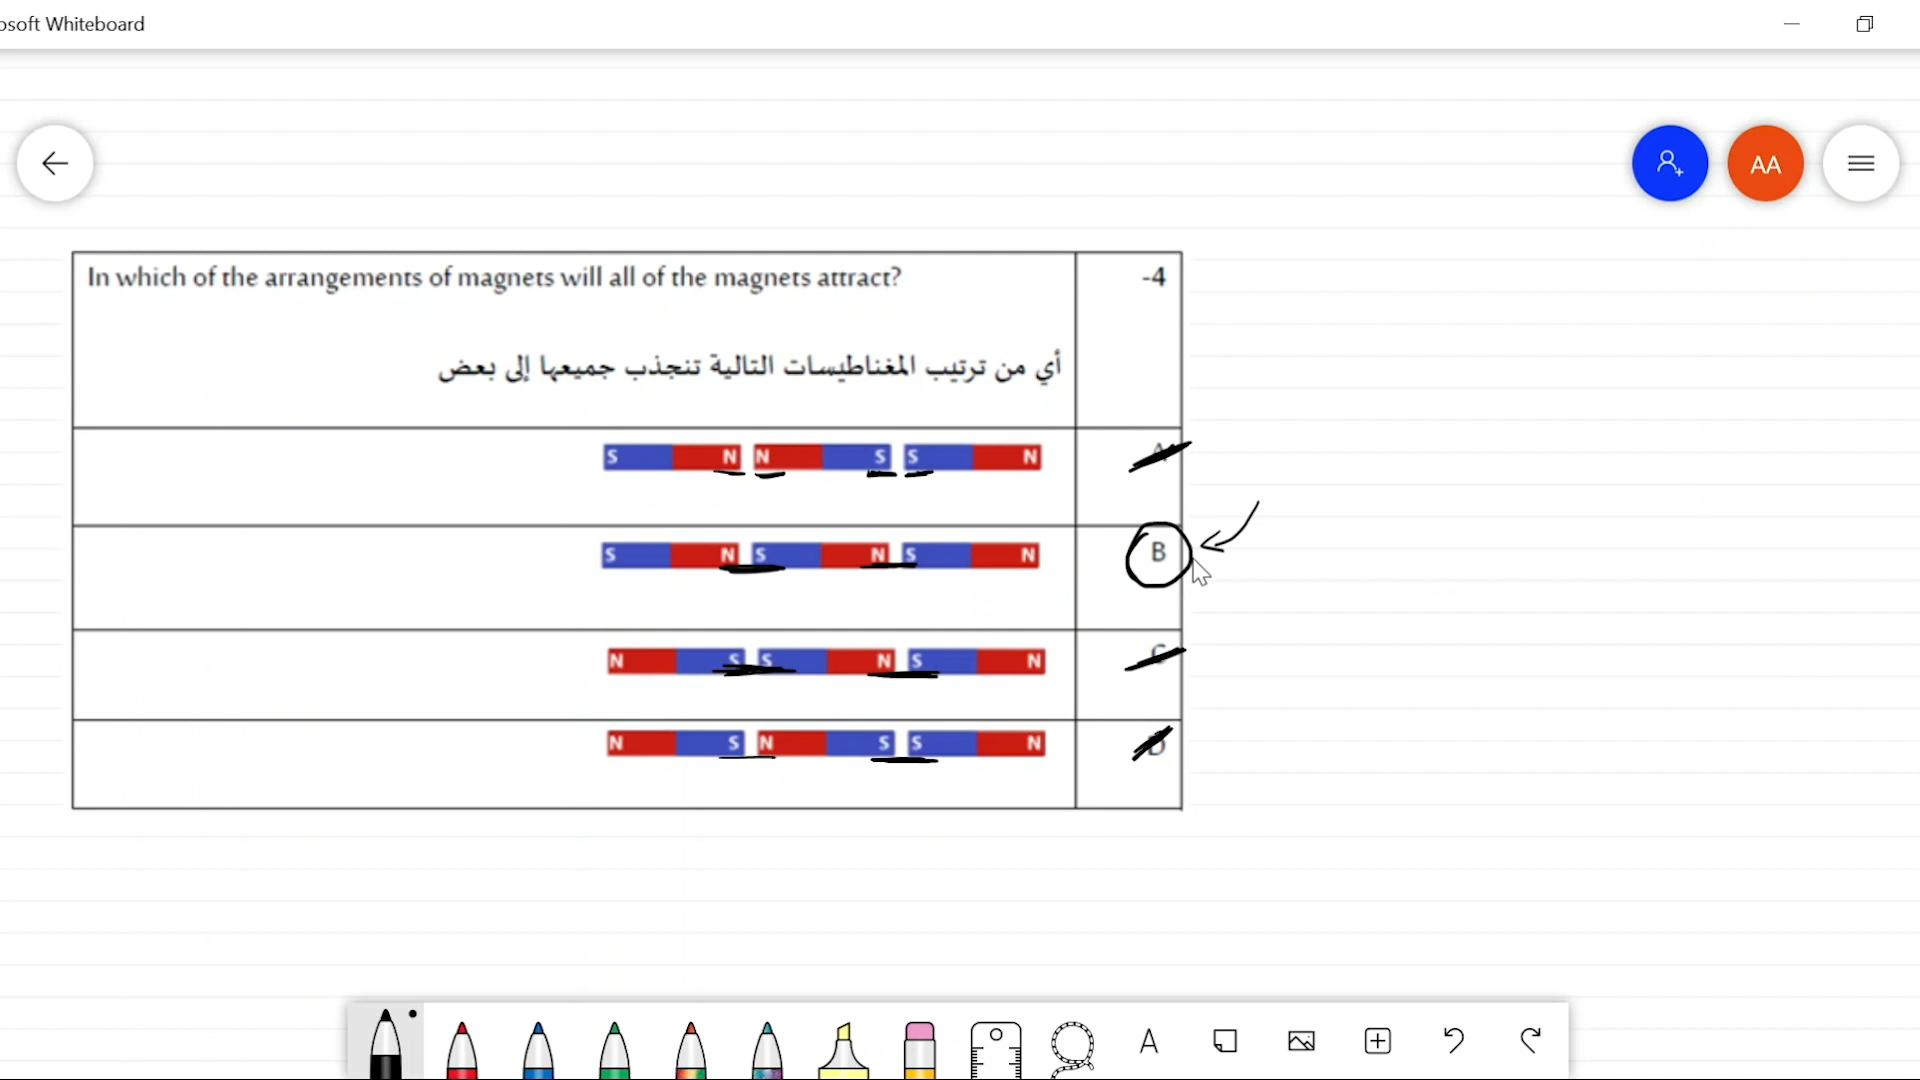 osoft Whiteboard
AA
In which of the arrangements of magnets will all of the magnets attract? -4
أي من ترتيب المغناطيسات التالية تنجذب جميعها إلى بعض
S N N S S N A
S N S N S N B
N S S N S N C
N S N S S N D
A